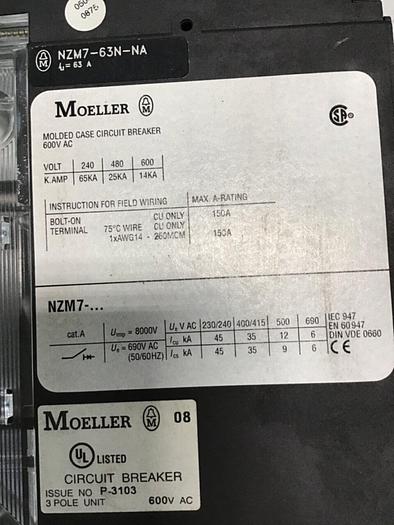 050
0675
NZM7-63N-NA
Iu= 63 A
MOELLER
MOLDED CASE CIRCUIT BREAKER
600V AC
VOLT 240 480 600
K.AMP 65KA 25KA 14KA
INSTRUCTION FOR FIELD WIRING MAX. A-RATING
BOLT-ON CU ONLY 150A
TERMINAL 75°C WIRE CU ONLY
1xAWG14 - 260MCM 150A
NZM7-...
cat.A Uimp = 8000V Ue V AC 230/240 400/415 500 690 IEC 947
Ue = 690V AC Icu kA 45 35 12 6 EN 60947
(50/60HZ) Ics kA 45 35 9 6 DIN VDE 0660
CE
MOELLER 08
UL LISTED
CIRCUIT BREAKER
ISSUE NO P-3103
3 POLE UNIT 600V AC